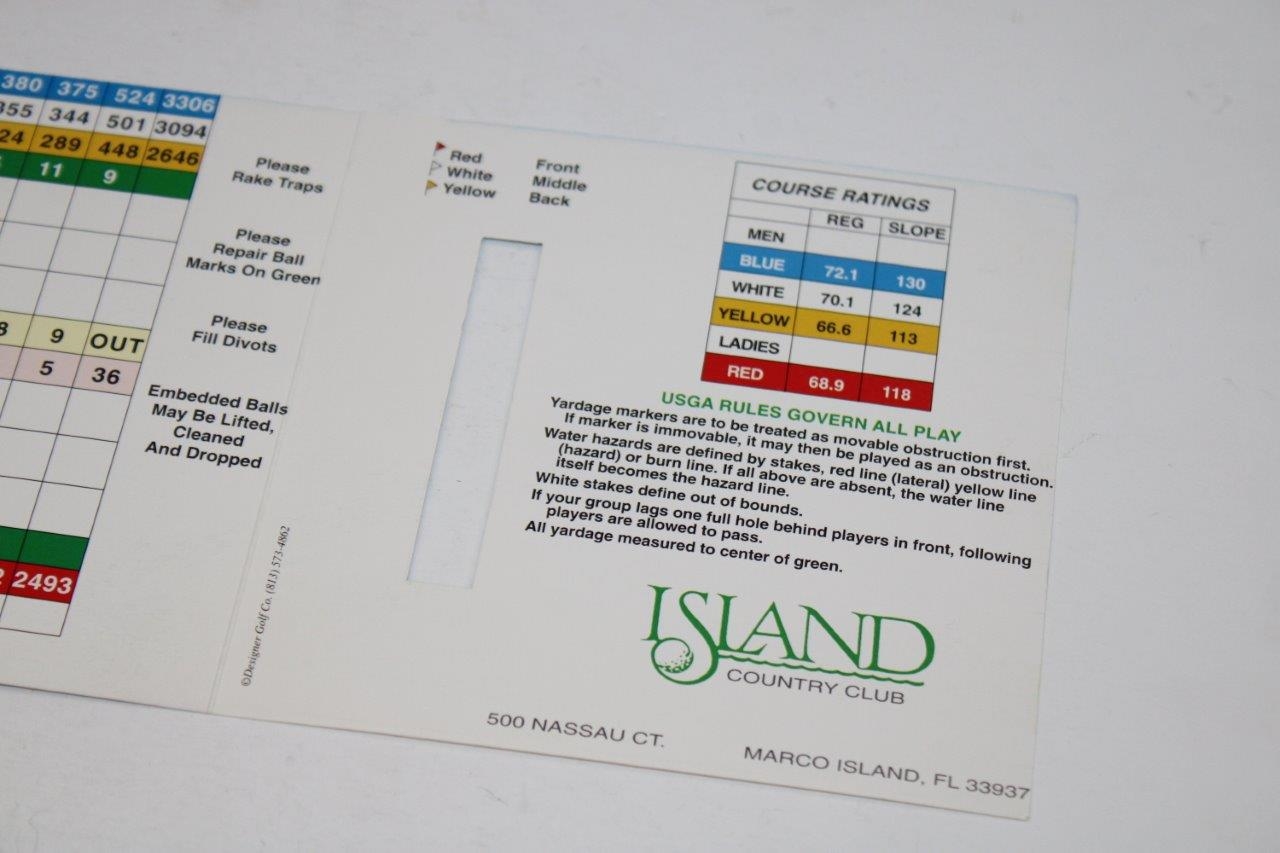 380 375 524 3306
355 344 501 3094
24 289 448 2646
11 9
8 9 OUT
5 36
2493
Please
Rake Traps
Please
Repair Ball
Marks On Green
Please
Fill Divots
Embedded Balls
May Be Lifted,
Cleaned
And Dropped
©Designer Golf Co. (813) 573-4862
Red Front
White Middle
Yellow Back
COURSE RATINGS
REG SLOPE
MEN
BLUE 72.1 130
WHITE 70.1 124
YELLOW 66.6 113
LADIES
RED 68.9 118
USGA RULES GOVERN ALL PLAY
Yardage markers are to be treated as movable obstruction first.
If marker is immovable, it may then be played as an obstruction.
Water hazards are defined by stakes, red line (lateral) yellow line
(hazard) or burn line. If all above are absent, the water line
itself becomes the hazard line.
White stakes define out of bounds.
If your group lags one full hole behind players in front, following
players are allowed to pass.
All yardage measured to center of green.
ISLAND
COUNTRY CLUB
500 NASSAU CT. MARCO ISLAND, FL 33937